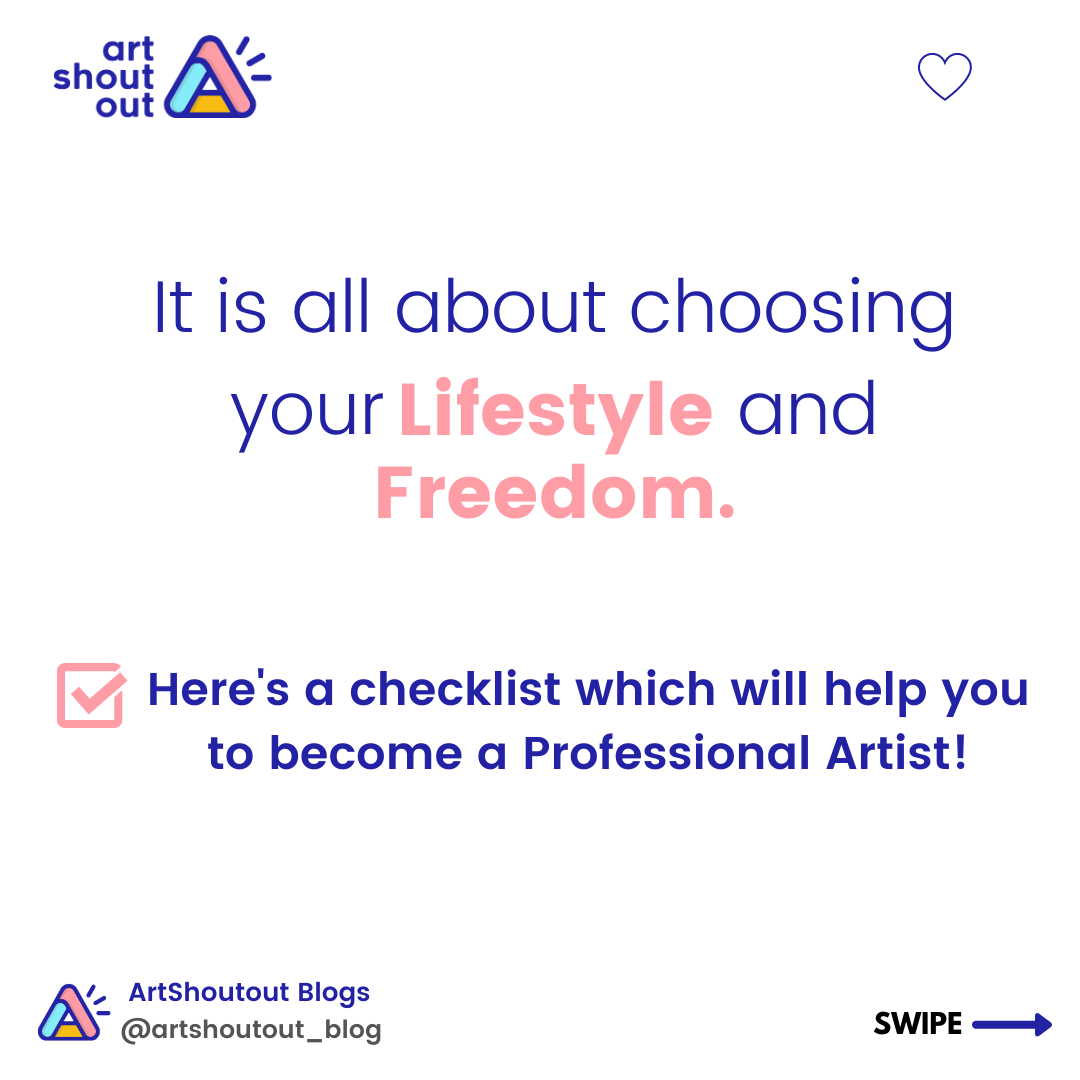 art
shout
out
It is all about choosing
your Lifestyle and
Freedom.
Here's a checklist which will help you
to become a Professional Artist!
ArtShoutout Blogs
@artshoutout_blog
SWIPE